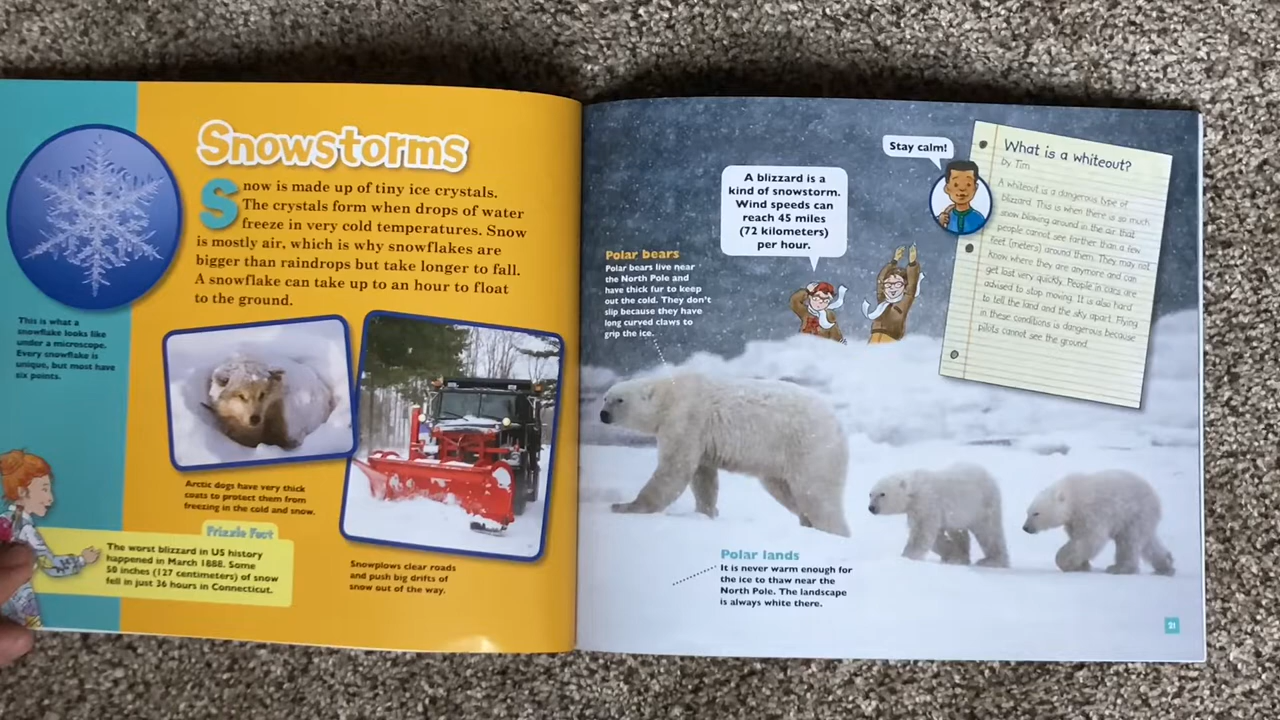 Snowstorms
Snow is made up of tiny ice crystals.
The crystals form when drops of water
freeze in very cold temperatures. Snow
is mostly air, which is why snowflakes are
bigger than raindrops but take longer to fall.
A snowflake can take up to an hour to float
to the ground.
This is what a
snowflake looks like
under a microscope.
Every snowflake is
unique, but most have
six points.
Arctic dogs have very thick
coats to protect them from
freezing in the cold and snow.
Frizzle Fact
The worst blizzard in US history
happened in March 1888. Some
50 inches (127 centimeters) of snow
fell in just 36 hours in Connecticut.
Snowplows clear roads
and push big drifts of
snow out of the way.
Polar bears
Polar bears live near
the North Pole and
have thick fur to keep
out the cold. They don't
slip because they have
long curved claws to
grip the ice.
A blizzard is a
kind of snowstorm.
Wind speeds can
reach 45 miles
(72 kilometers)
per hour.
Stay calm!
What is a whiteout?
by Tim
A whiteout is a dangerous type of
blizzard. This is when there is so much
snow blowing around in the air that
people cannot see farther than a few
feet (meters) around them. They may not
know where they are anymore and can
get lost very quickly. People in cars are
advised to stop moving. It is also hard
to tell the land and the sky apart. Flying
in these conditions is dangerous because
pilots cannot see the ground.
Polar lands
It is never warm enough for
the ice to thaw near the
North Pole. The landscape
is always white there.
21